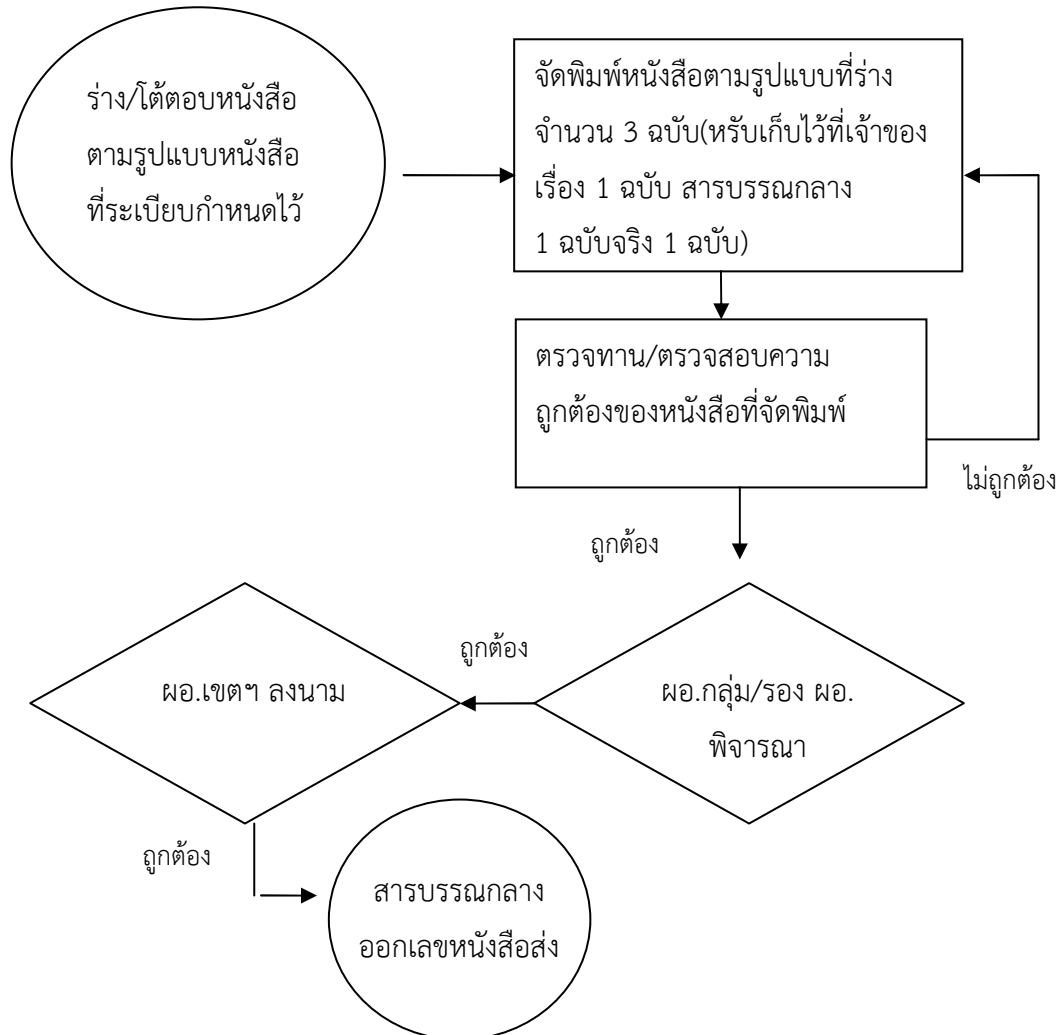 ร่าง/โต้ตอบหนังสือ
ตามรูปแบบหนังสือ
ที่ระเบียบกำหนดไว้
จัดพิมพ์หนังสือตามรูปแบบที่ร่าง
จำนวน 3 ฉบับ(หรับเก็บไว้ที่เจ้าของ
เรื่อง 1 ฉบับ สารบรรณกลาง
1 ฉบับจริง 1 ฉบับ)
ตรวจทาน/ตรวจสอบความ
ถูกต้องของหนังสือที่จัดพิมพ์
ไม่ถูกต้อง
ถูกต้อง
ผอ.กลุ่ม/รอง ผอ.
พิจารณา
ถูกต้อง
ผอ.เขตฯ ลงนาม
ถูกต้อง
สารบรรณกลาง
ออกเลขหนังสือส่ง